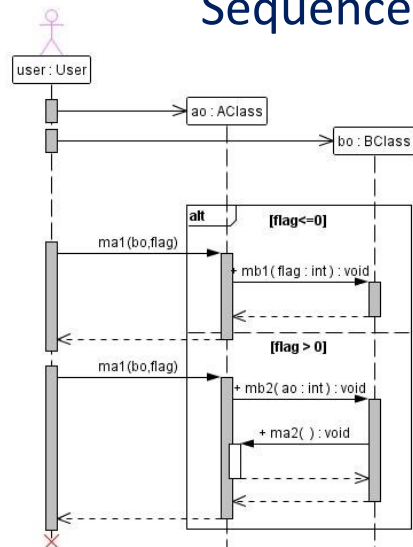 Sequence
user : User
ao : AClass
bo : BClass
alt
[flag<=0]
ma1(bo,flag)
+ mb1( flag : int ) : void
[flag > 0]
ma1(bo,flag)
+ mb2( ao : int ) : void
+ ma2( ) : void